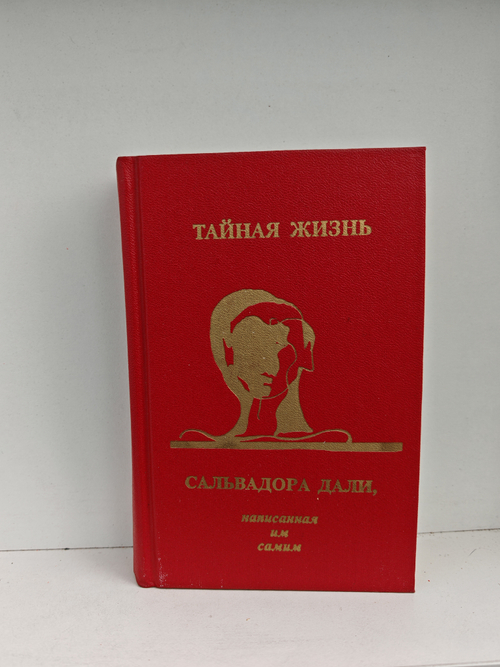 ТАЙНАЯ ЖИЗНЬ
САЛЬВАДОРА ДАЛИ,
написанная
им
самим